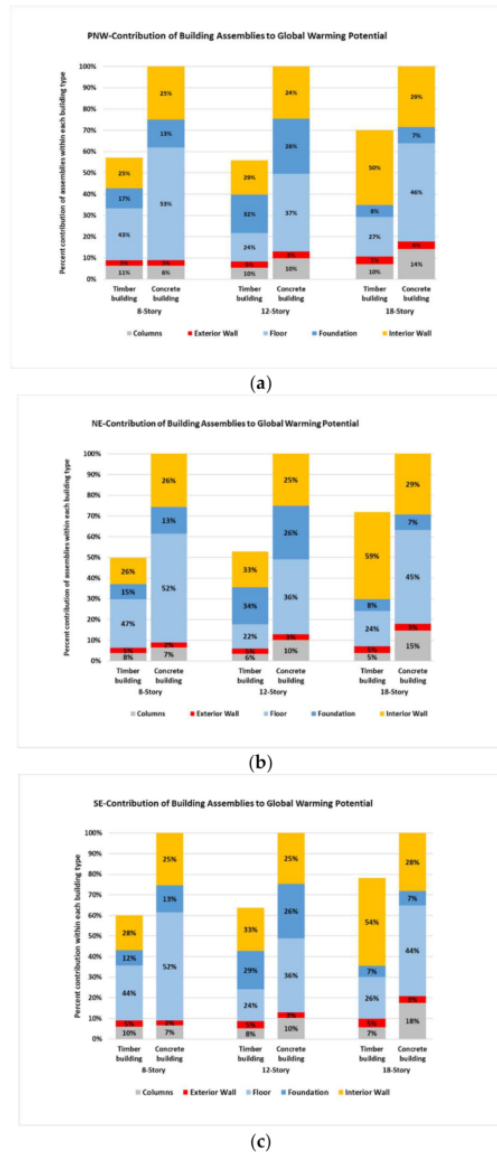 PNW-Contribution of Building Assemblies to Global Warming Potential
Percent contribution of assemblies within each building type
100%
90%
80%
70%
60%
50%
40%
30%
20%
10%
0%
25% 25% 29% 24% 50% 29%
17% 13% 32% 26% 8% 7%
43% 53% 24% 37% 27% 46%
11% 6% 10% 10% 10% 14%
Timber building Concrete building Timber building Concrete building Timber building Concrete building
8-Story 12-Story 18-Story
Columns Exterior Wall Floor Foundation Interior Wall
(a)
NE-Contribution of Building Assemblies to Global Warming Potential
Percent contribution of assemblies within each building type
100%
90%
80%
70%
60%
50%
40%
30%
20%
10%
0%
26% 26% 33% 25% 59% 29%
15% 13% 34% 26% 8% 7%
47% 52% 22% 36% 24% 45%
5% 2% 5% 3% 5% 3%
8% 7% 6% 10% 5% 15%
Timber building Concrete building Timber building Concrete building Timber building Concrete building
8-Story 12-Story 18-Story
Columns Exterior Wall Floor Foundation Interior Wall
(b)
SE-Contribution of Building Assemblies to Global Warming Potential
Percent contribution within each building type
100%
90%
80%
70%
60%
50%
40%
30%
20%
10%
0%
28% 25% 33% 25% 54% 28%
12% 13% 29% 26% 7% 7%
44% 52% 24% 36% 26% 44%
5% 5% 3% 5% 3%
10% 7% 8% 10% 7% 18%
Timber building Concrete building Timber building Concrete building Timber building Concrete building
8-Story 12-Story 18-Story
Columns Exterior Wall Floor Foundation Interior Wall
(c)